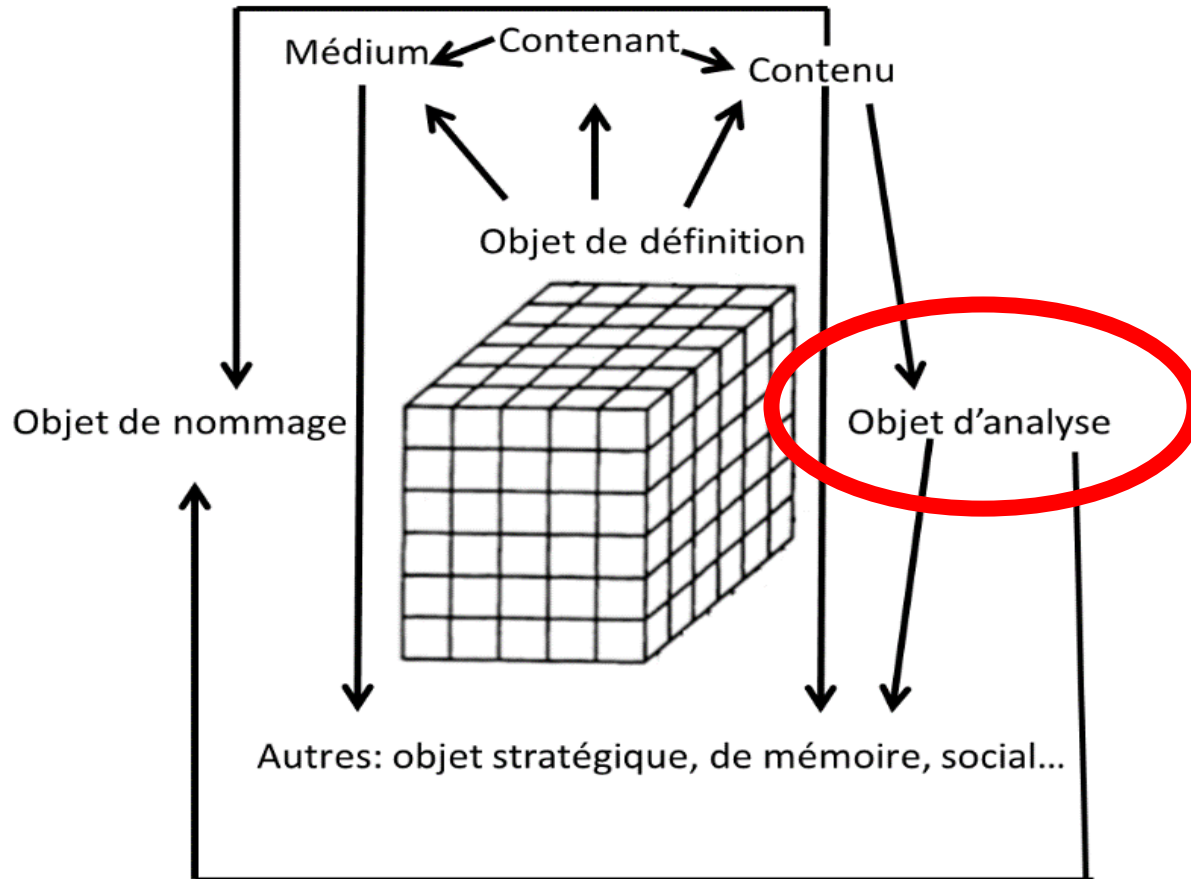 Médium
Contenant
Contenu
Objet de définition
Objet de nommage
Objet d’analyse
Autres: objet stratégique, de mémoire, social…